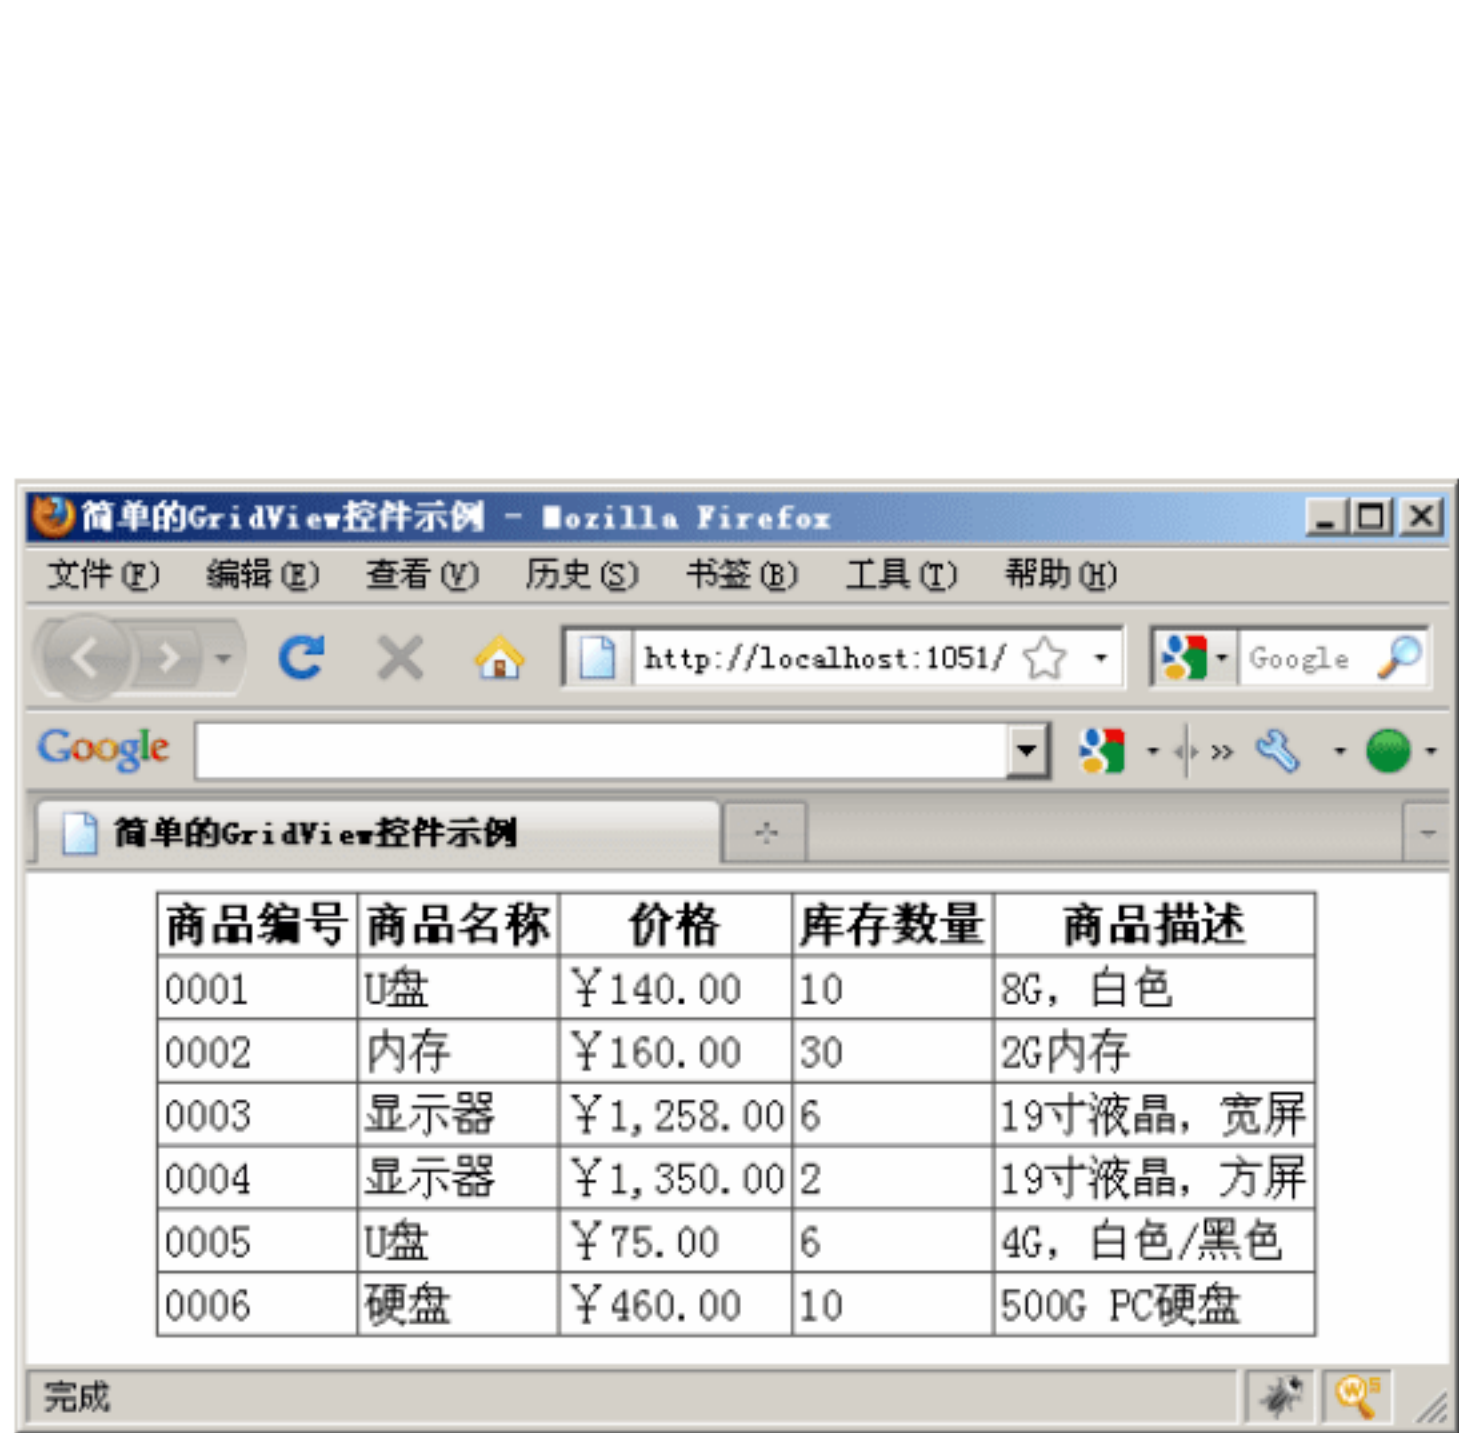 简单的GridView控件示例 - Mozilla Firefox
文件(F) 编辑(E) 查看(V) 历史(S) 书签(B) 工具(T) 帮助(H)
http://localhost:1051/ Google
Google
简单的GridView控件示例
商品编号 商品名称 价格 库存数量 商品描述
0001 U盘 ￥140.00 10 8G，白色
0002 内存 ￥160.00 30 2G内存
0003 显示器 ￥1,258.00 6 19寸液晶，宽屏
0004 显示器 ￥1,350.00 2 19寸液晶，方屏
0005 U盘 ￥75.00 6 4G，白色/黑色
0006 硬盘 ￥460.00 10 500G PC硬盘
完成